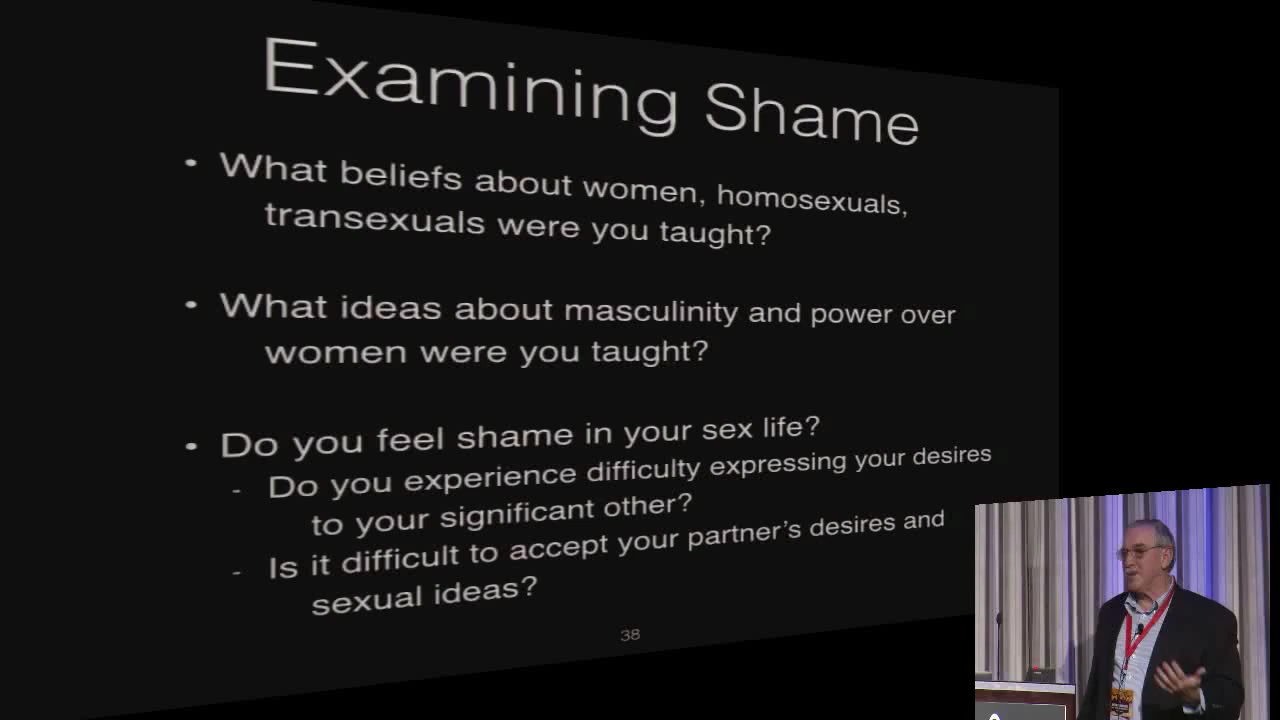 Examining Shame
• What beliefs about women, homosexuals,
transexuals were you taught?
• What ideas about masculinity and power over
women were you taught?
• Do you feel shame in your sex life?
- Do you experience difficulty expressing your desires
to your significant other?
- Is it difficult to accept your partner's desires and
sexual ideas?
38